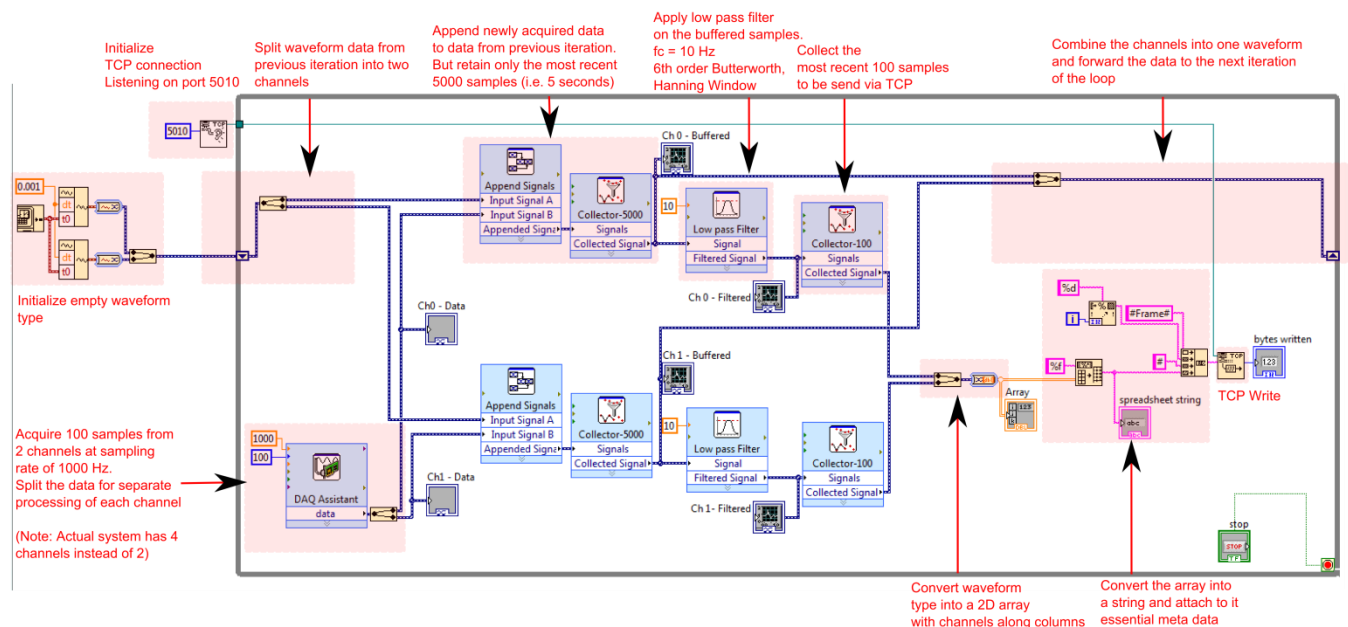 Initialize
TCP connection
Listening on port 5010
Split waveform data from
previous iteration into two
channels
Append newly acquired data
to data from previous iteration.
But retain only the most recent
5000 samples (i.e. 5 seconds)
Apply low pass filter
on the buffered samples.
fc = 10 Hz
6th order Butterworth,
Hanning Window
Collect the
most recent 100 samples
to be send via TCP
Combine the channels into one waveform
and forward the data to the next iteration
of the loop
5010
TCP
0.001
dt
t0
dt
t0
Initialize empty waveform
type
Append Signals
Input Signal A
Input Signal B
Appended Signa
Collector-5000
Signals
Collected Signal
Ch 0 - Buffered
10
Low pass Filter
Signal
Filtered Signal
Collector-100
Signals
Collected Signal
Ch 0 - Filtered
Ch0 - Data
Append Signals
Input Signal A
Input Signal B
Appended Signa
Collector-5000
Signals
Collected Signal
Ch 1 - Buffered
10
Low pass Filter
Signal
Filtered Signal
Collector-100
Signals
Collected Signal
Ch 1- Filtered
Ch1 - Data
Acquire 100 samples from
2 channels at sampling
rate of 1000 Hz.
Split the data for separate
processing of each channel
(Note: Actual system has 4
channels instead of 2)
1000
100
DAQ Assistant
data
%d
i
#Frame#
%f
#
TCP
bytes written
1.23
TCP Write
Array
spreadsheet string
abc
stop
STOP
TF
Convert waveform
type into a 2D array
with channels along columns
Convert the array into
a string and attach to it
essential meta data